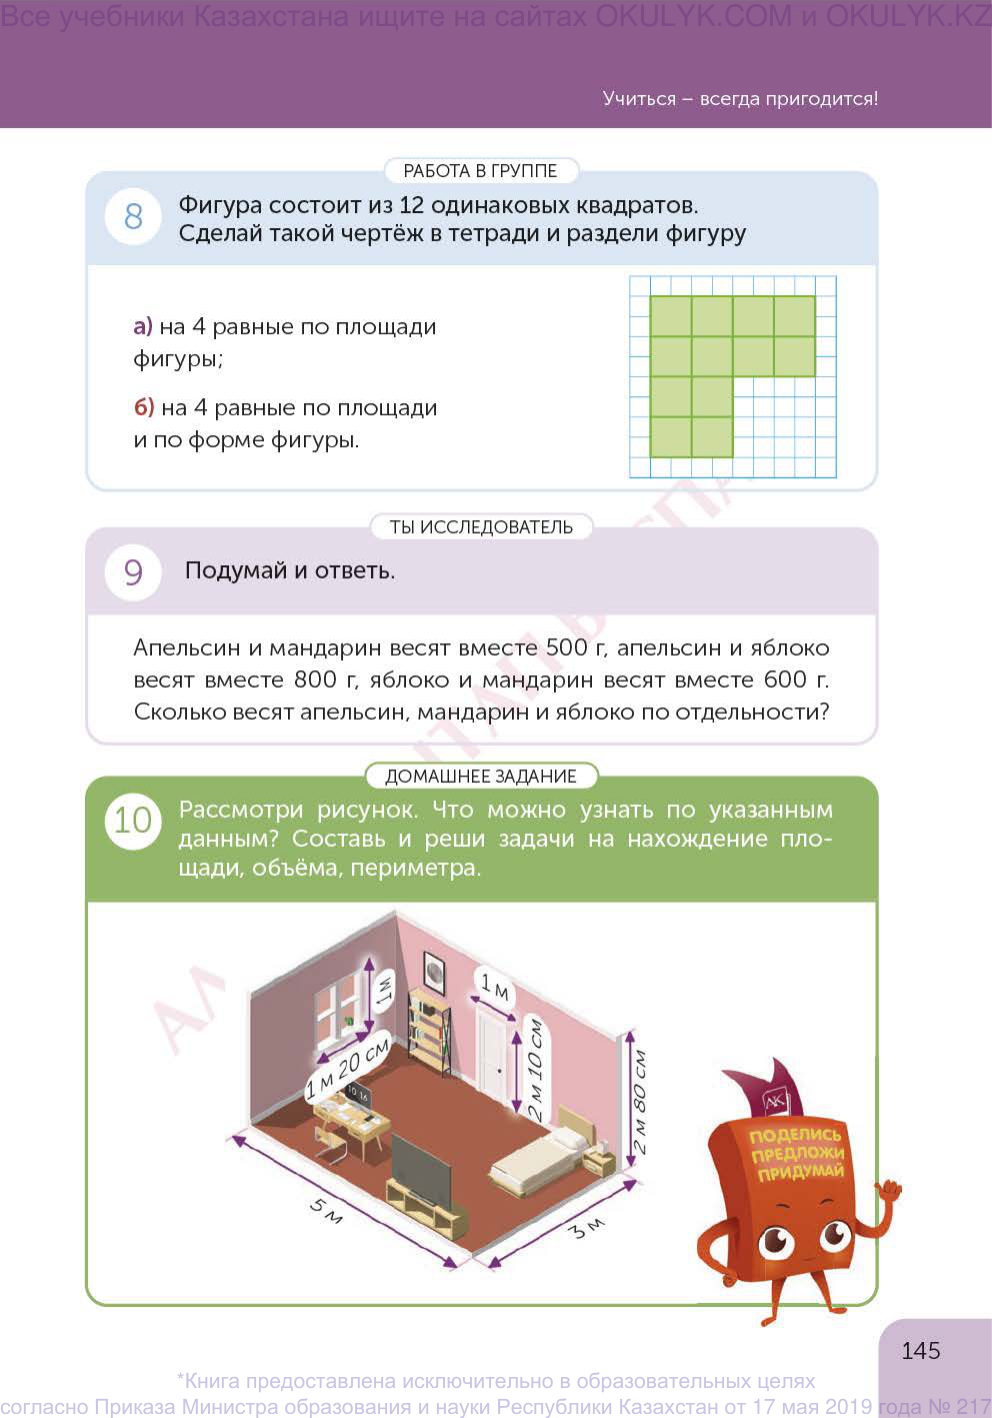 Все учебники Казахстана ищите на сайтах OKULYK.COM и OKULYK.KZ
Учиться – всегда пригодится!
РАБОТА В ГРУППЕ
8
Фигура состоит из 12 одинаковых квадратов.
Сделай такой чертёж в тетради и раздели фигуру
а) на 4 равные по площади
фигуры;
б) на 4 равные по площади
и по форме фигуры.
ТЫ ИССЛЕДОВАТЕЛЬ
9
Подумай и ответь.
Апельсин и мандарин весят вместе 500 г, апельсин и яблоко
весят вместе 800 г, яблоко и мандарин весят вместе 600 г.
Сколько весят апельсин, мандарин и яблоко по отдельности?
ДОМАШНЕЕ ЗАДАНИЕ
10
Рассмотри рисунок. Что можно узнать по указанным
данным? Составь и реши задачи на нахождение пло-
щади, объёма, периметра.
1 м
1 м
1 м 20 см
2 м 10 см
2 м 80 см
10 16
5 м
3 м
АК
ПОДЕЛИСЬ
ПРЕДЛОЖИ
ПРИДУМАЙ
145
*Книга предоставлена исключительно в образовательных целях
согласно Приказа Министра образования и науки Республики Казахстан от 17 мая 2019 года № 217